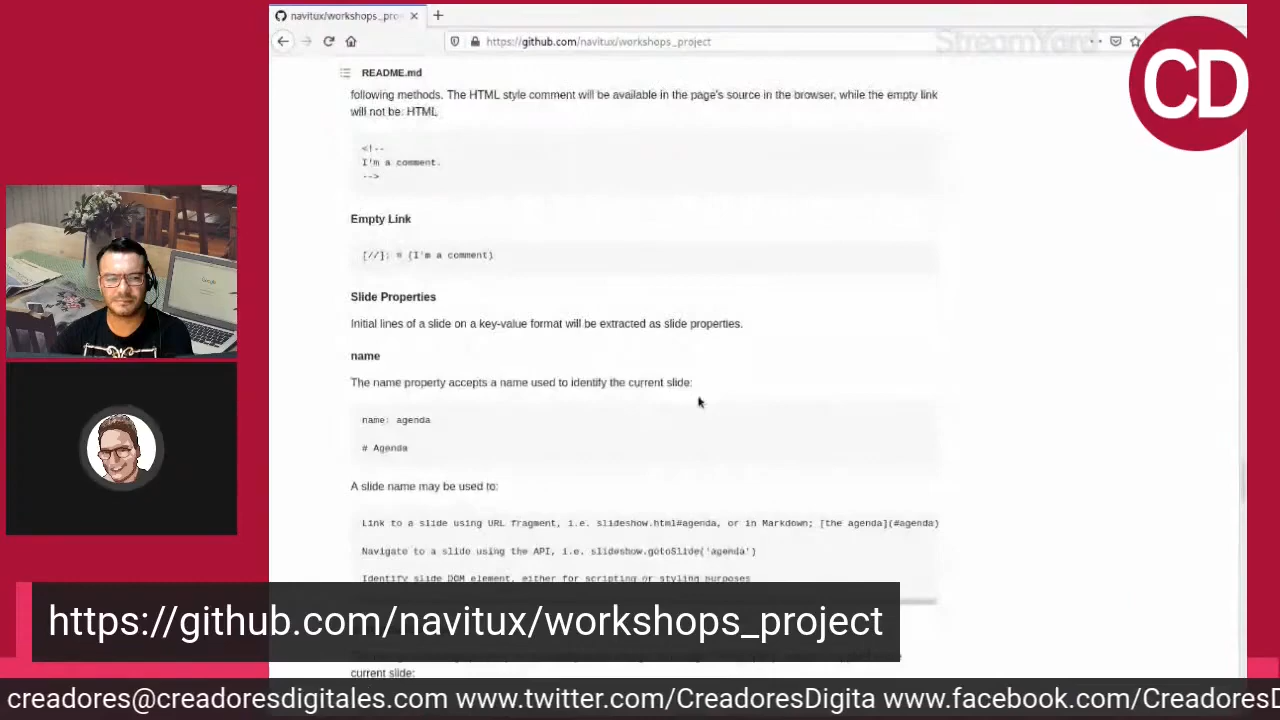 navitux/workshops_pro
https://github.com/navitux/workshops_project
StreamYard
CD
README.md
following methods. The HTML style comment will be available in the page's source in the browser, while the empty link
will not be: HTML
<!--
I'm a comment.
-->
Empty Link
[//]: # (I'm a comment)
Slide Properties
Initial lines of a slide on a key-value format will be extracted as slide properties.
name
The name property accepts a name used to identify the current slide:
name: agenda
# Agenda
A slide name may be used to:
Link to a slide using URL fragment, i.e. slideshow.html#agenda, or in Markdown; [the agenda](#agenda)
Navigate to a slide using the API, i.e. slideshow.gotoSlide('agenda')
Identify slide DOM element, either for scripting or styling purposes
https://github.com/navitux/workshops_project
current slide:
Google
creadores@creadoresdigitales.com www.twitter.com/CreadoresDigita www.facebook.com/CreadoresD